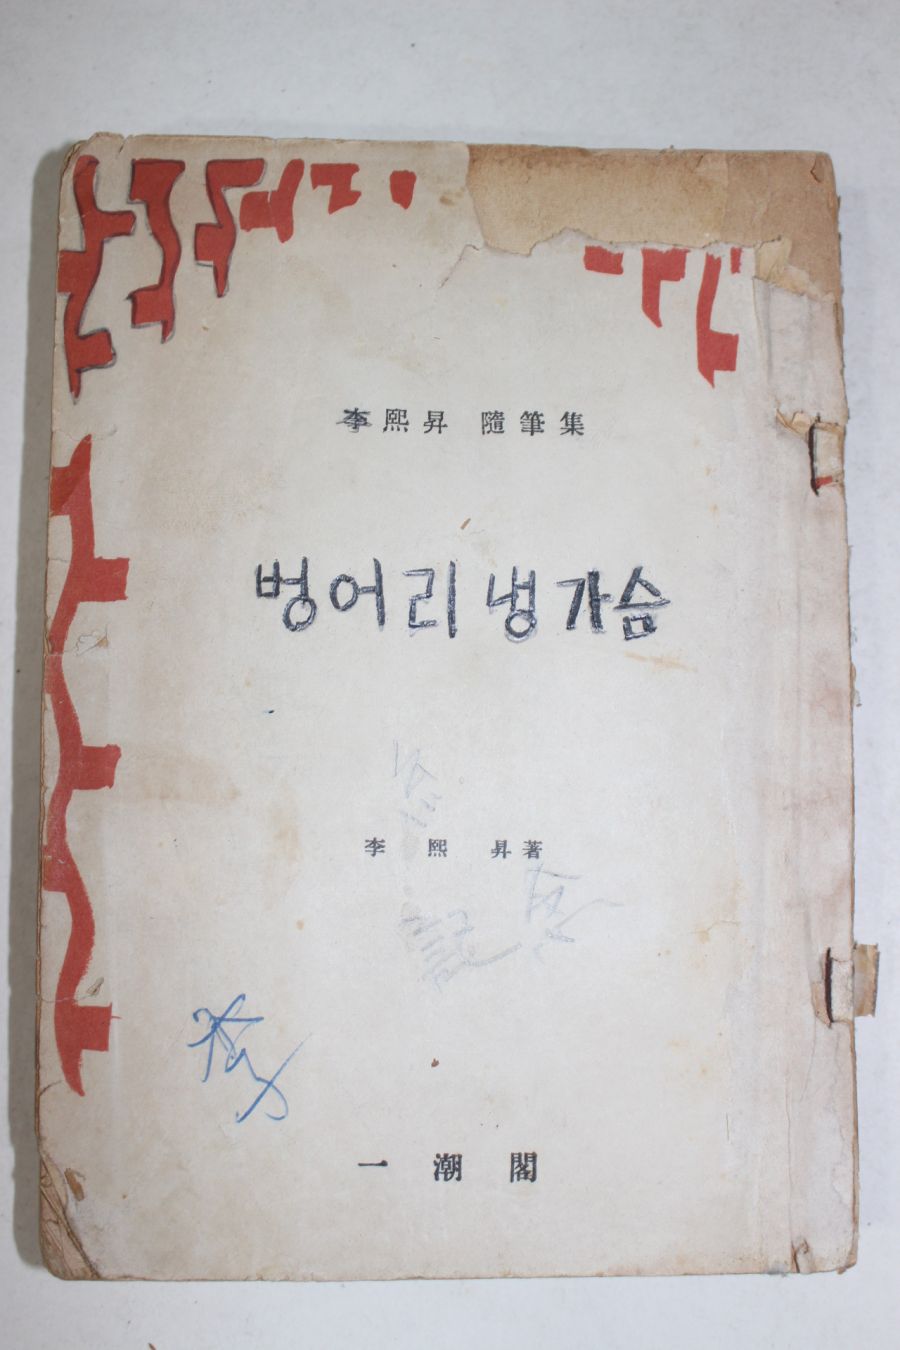 李熙昇 隨筆集
벙어리 냉가슴
李 熙 昇 著
一 潮 閣